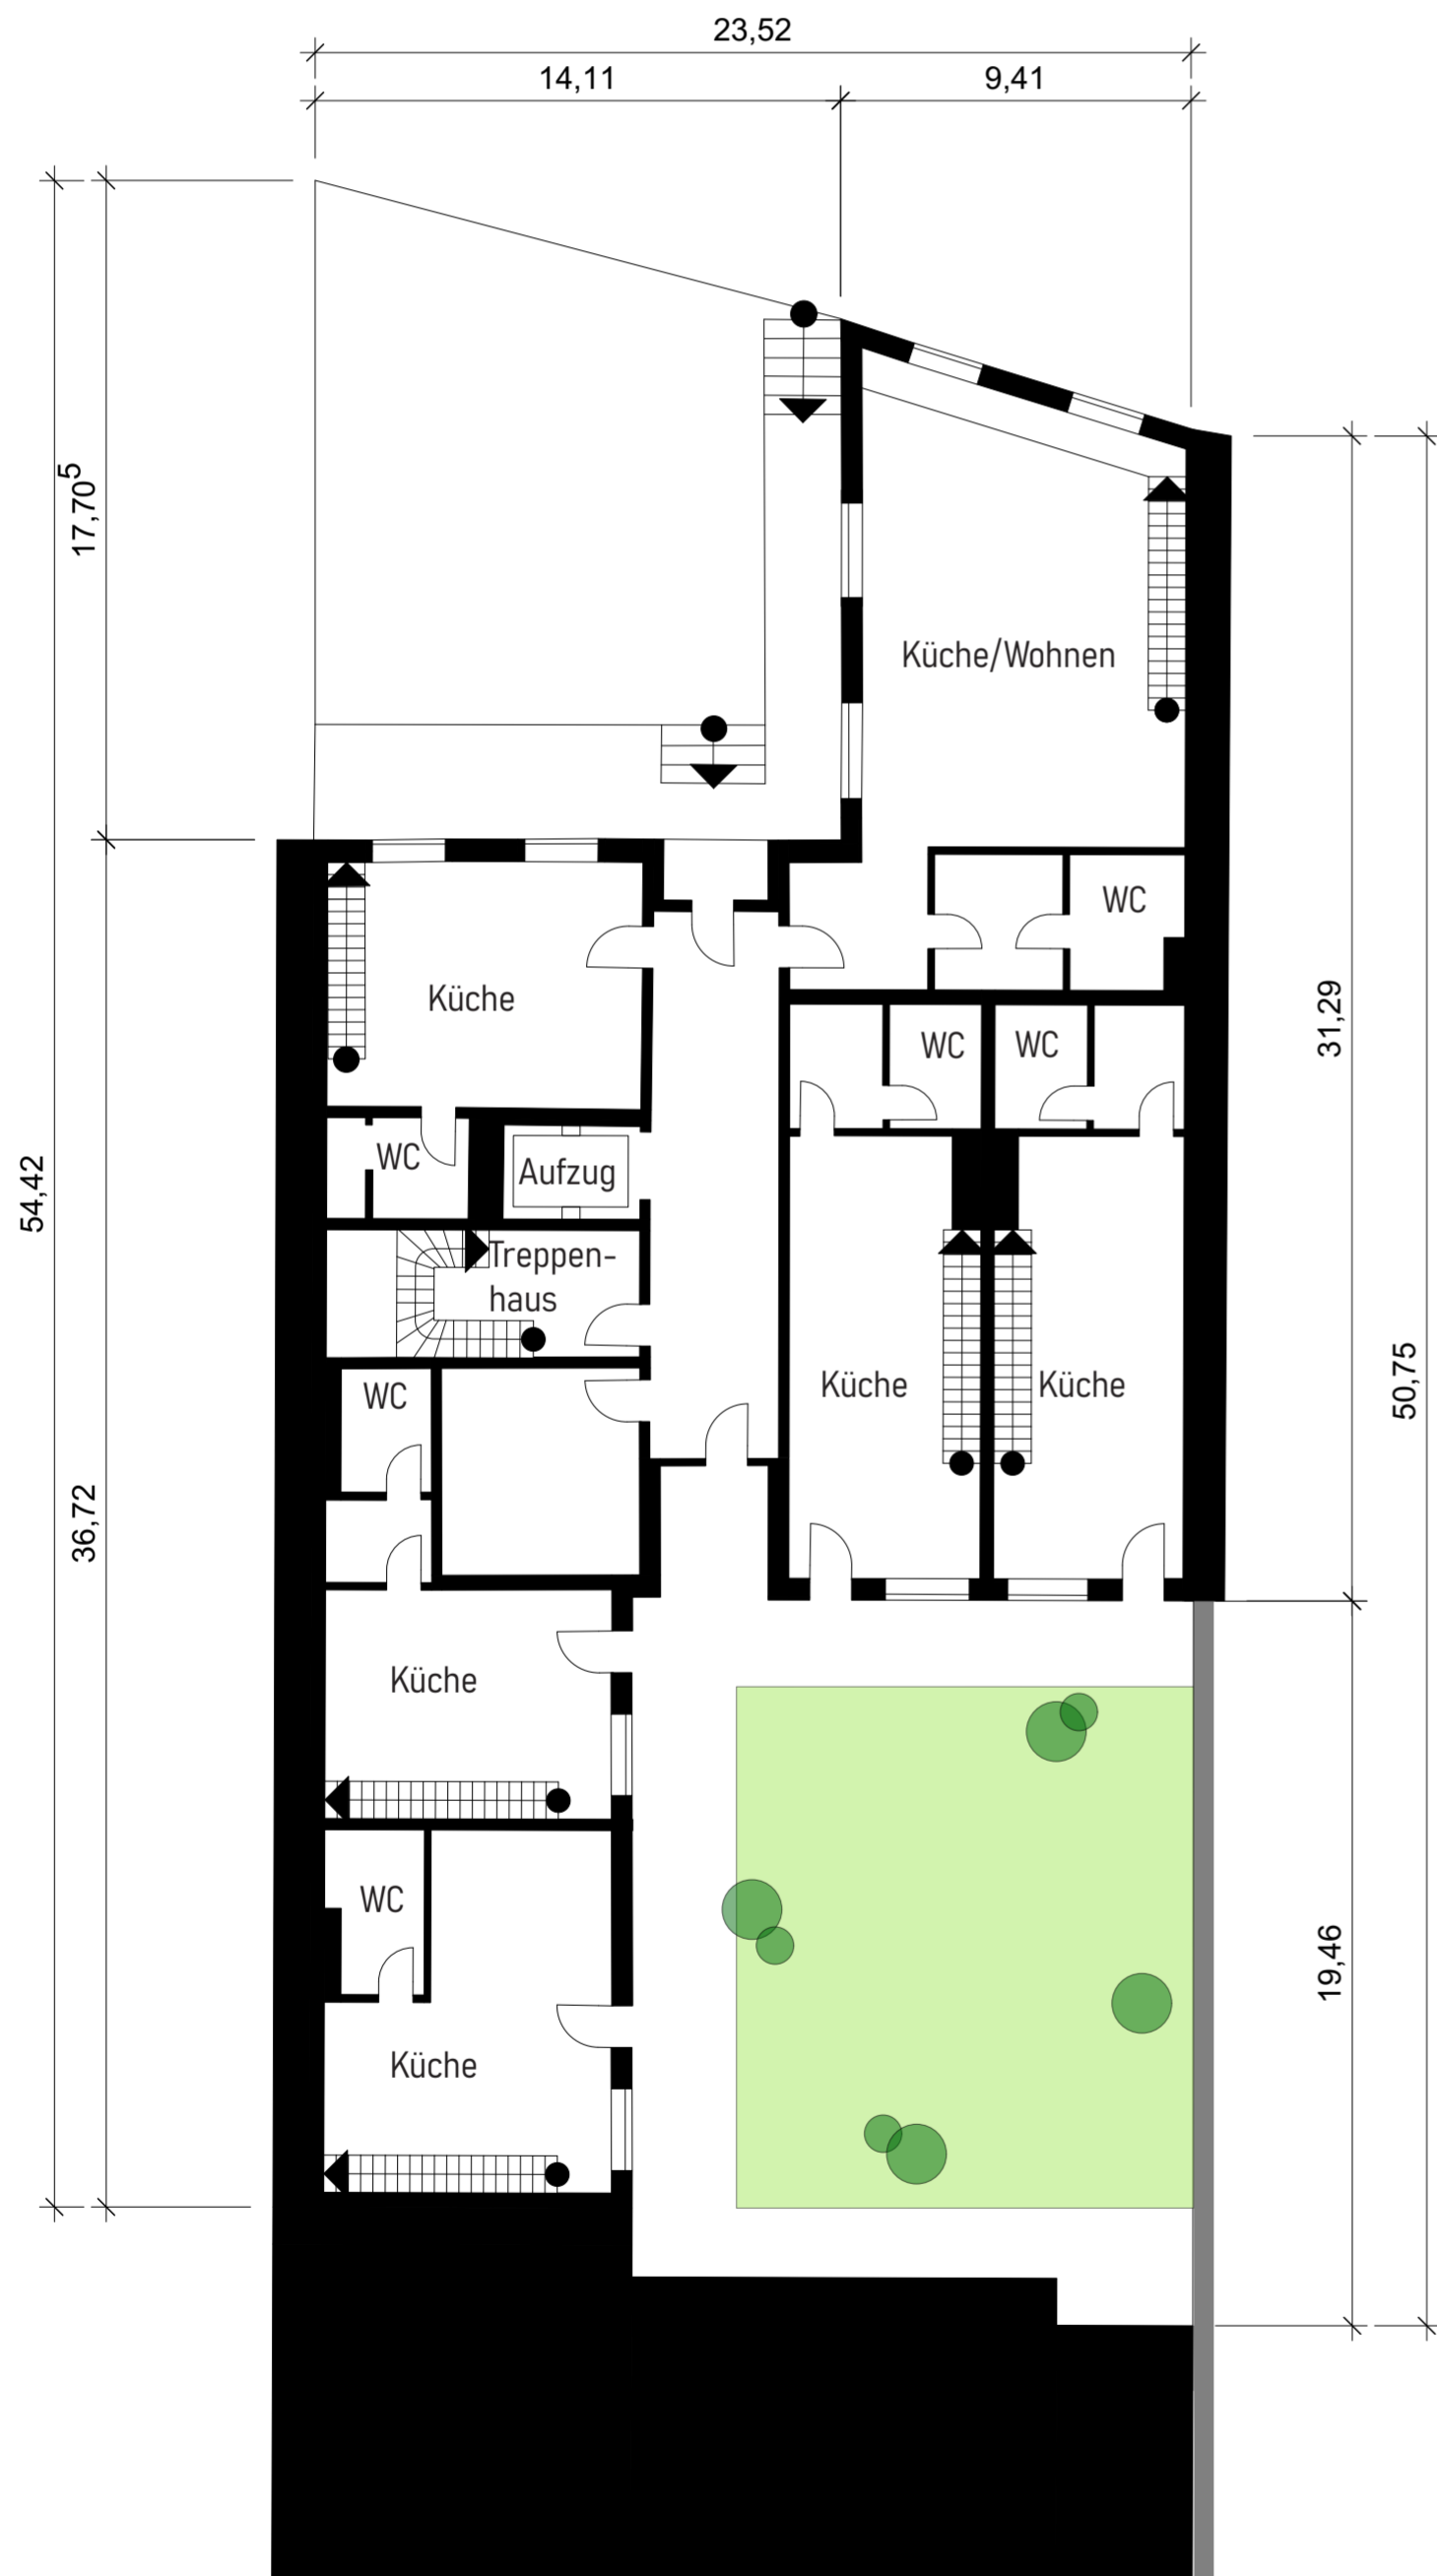 23,52
14,11
9,41
17,70⁵
Küche/Wohnen
WC
Küche
31,29
WC
WC
WC
Aufzug
54,42
Treppen-
haus
50,75
WC
Küche
Küche
36,72
Küche
WC
19,46
Küche